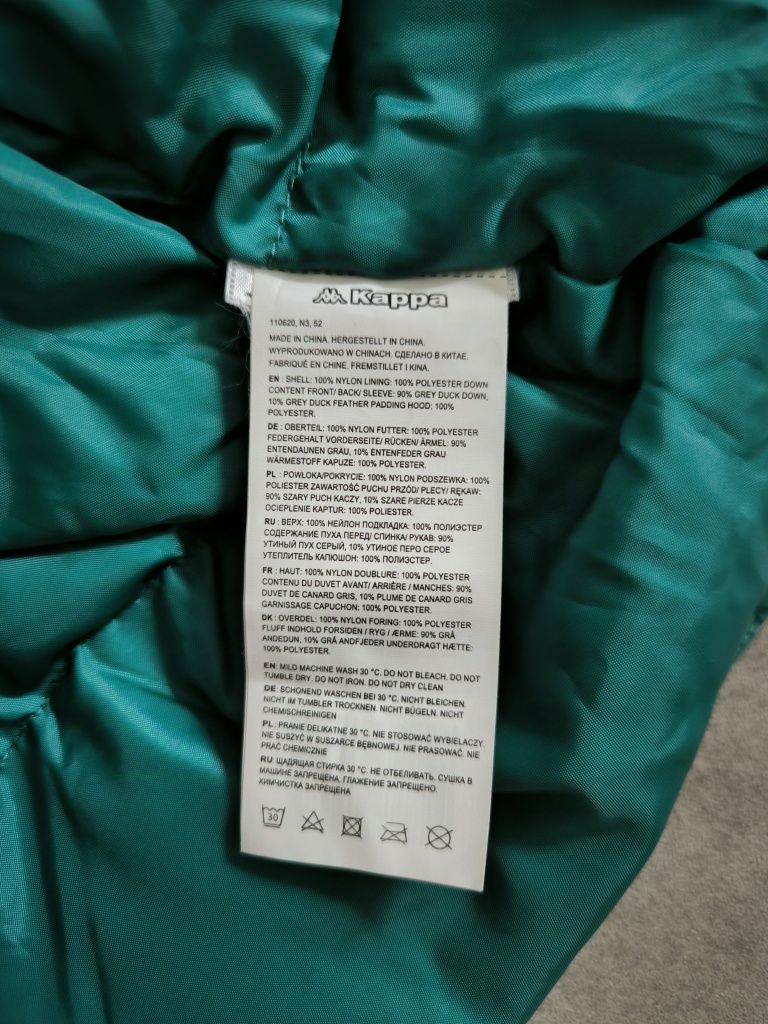 Kappa
110620, N3, 52
MADE IN CHINA. HERGESTELLT IN CHINA.
WYPRODUKOWANO W CHINACH. СДЕЛАНО В КИТАЕ.
FABRIQUÉ EN CHINE. FREMSTILLET I KINA.
EN : SHELL: 100% NYLON LINING: 100% POLYESTER DOWN
CONTENT FRONT/ BACK/ SLEEVE: 90% GREY DUCK DOWN,
10% GREY DUCK FEATHER PADDING HOOD: 100%
POLYESTER.
DE : OBERTEIL: 100% NYLON FUTTER: 100% POLYESTER
FEDERGEHALT VORDERSEITE/ RÜCKEN/ ÄRMEL: 90%
ENTENDAUNEN GRAU, 10% ENTENFEDER GRAU
WÄRMESTOFF KAPUZE: 100% POLYESTER.
PL : POWŁOKA/POKRYCIE: 100% NYLON PODSZEWKA: 100%
POLIESTER ZAWARTOŚĆ PUCHU PRZÓD/ PLECY/ RĘKAW:
90% SZARY PUCH KACZY, 10% SZARE PIERZE KACZE
OCIEPLENIE KAPTUR: 100% POLIESTER.
RU : ВЕРХ: 100% НЕЙЛОН ПОДКЛАДКА: 100% ПОЛИЭСТЕР
СОДЕРЖАНИЕ ПУХА ПЕРЕД/ СПИНКА/ РУКАВ: 90%
УТИНЫЙ ПУХ СЕРЫЙ, 10% УТИНОЕ ПЕРО СЕРОЕ
УТЕПЛИТЕЛЬ КАПЮШОН: 100% ПОЛИЭСТЕР.
FR : HAUT: 100% NYLON DOUBLURE: 100% POLYESTER
CONTENU DU DUVET AVANT/ ARRIÈRE / MANCHES: 90%
DUVET DE CANARD GRIS, 10% PLUME DE CANARD GRIS
GARNISSAGE CAPUCHON: 100% POLYESTER.
DK : OVERDEL: 100% NYLON FORING: 100% POLYESTER
FLUFF INDHOLD FORSIDEN / RYG / ÆRME: 90% GRÅ
ANDEDUN, 10% GRÅ ANDFJEDER UNDERDRAGT HÆTTE:
100% POLYESTER.
EN: MILD MACHINE WASH 30 °C. DO NOT BLEACH. DO NOT
TUMBLE DRY. DO NOT IRON. DO NOT DRY CLEAN
DE: SCHONEND WASCHEN BEI 30 °C. NICHT BLEICHEN.
NICHT IM TUMBLER TROCKNEN. NICHT BÜGELN. NICHT
CHEMISCHREINIGEN
PL : PRANIE DELIKATNE 30 °C. NIE STOSOWAĆ WYBIELACZY.
NIE SUSZYĆ W SUSZARCE BĘBNOWEJ. NIE PRASOWAĆ. NIE
PRAĆ CHEMICZNIE
RU: ЩАДЯЩАЯ СТИРКА 30 °C. НЕ ОТБЕЛИВАТЬ. СУШКА В
МАШИНЕ ЗАПРЕЩЕНА. ГЛАЖЕНИЕ ЗАПРЕЩЕНО.
ХИМЧИСТКА ЗАПРЕЩЕНА
30